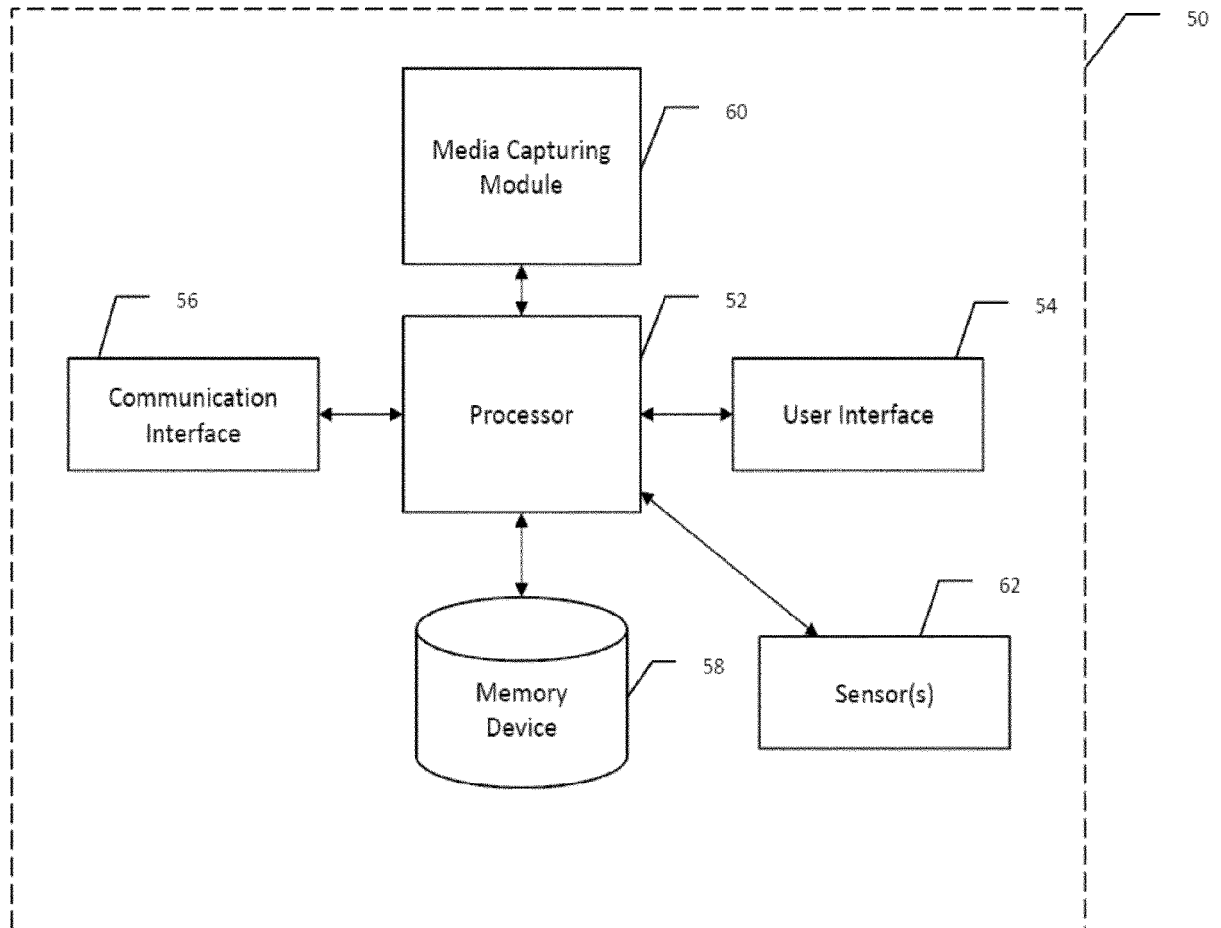 50
60
Media Capturing
Module
56
52
54
Communication
Interface
Processor
User Interface
62
58
Memory
Device
Sensor(s)